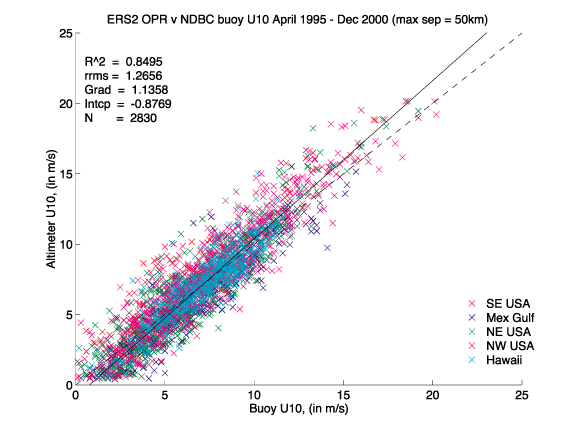 ERS2 OPR v NDBC buoy U10 April 1995 - Dec 2000 (max sep = 50km)
25
R^2 = 0.8495
rrms = 1.2656
Grad = 1.1358
Intcp = -0.8769
N = 2830
20
15
10
5
0
Altimeter U10, (in m/s)
SE USA
Mex Gulf
NE USA
NW USA
Hawaii
0 5 10 15 20 25
Buoy U10, (in m/s)